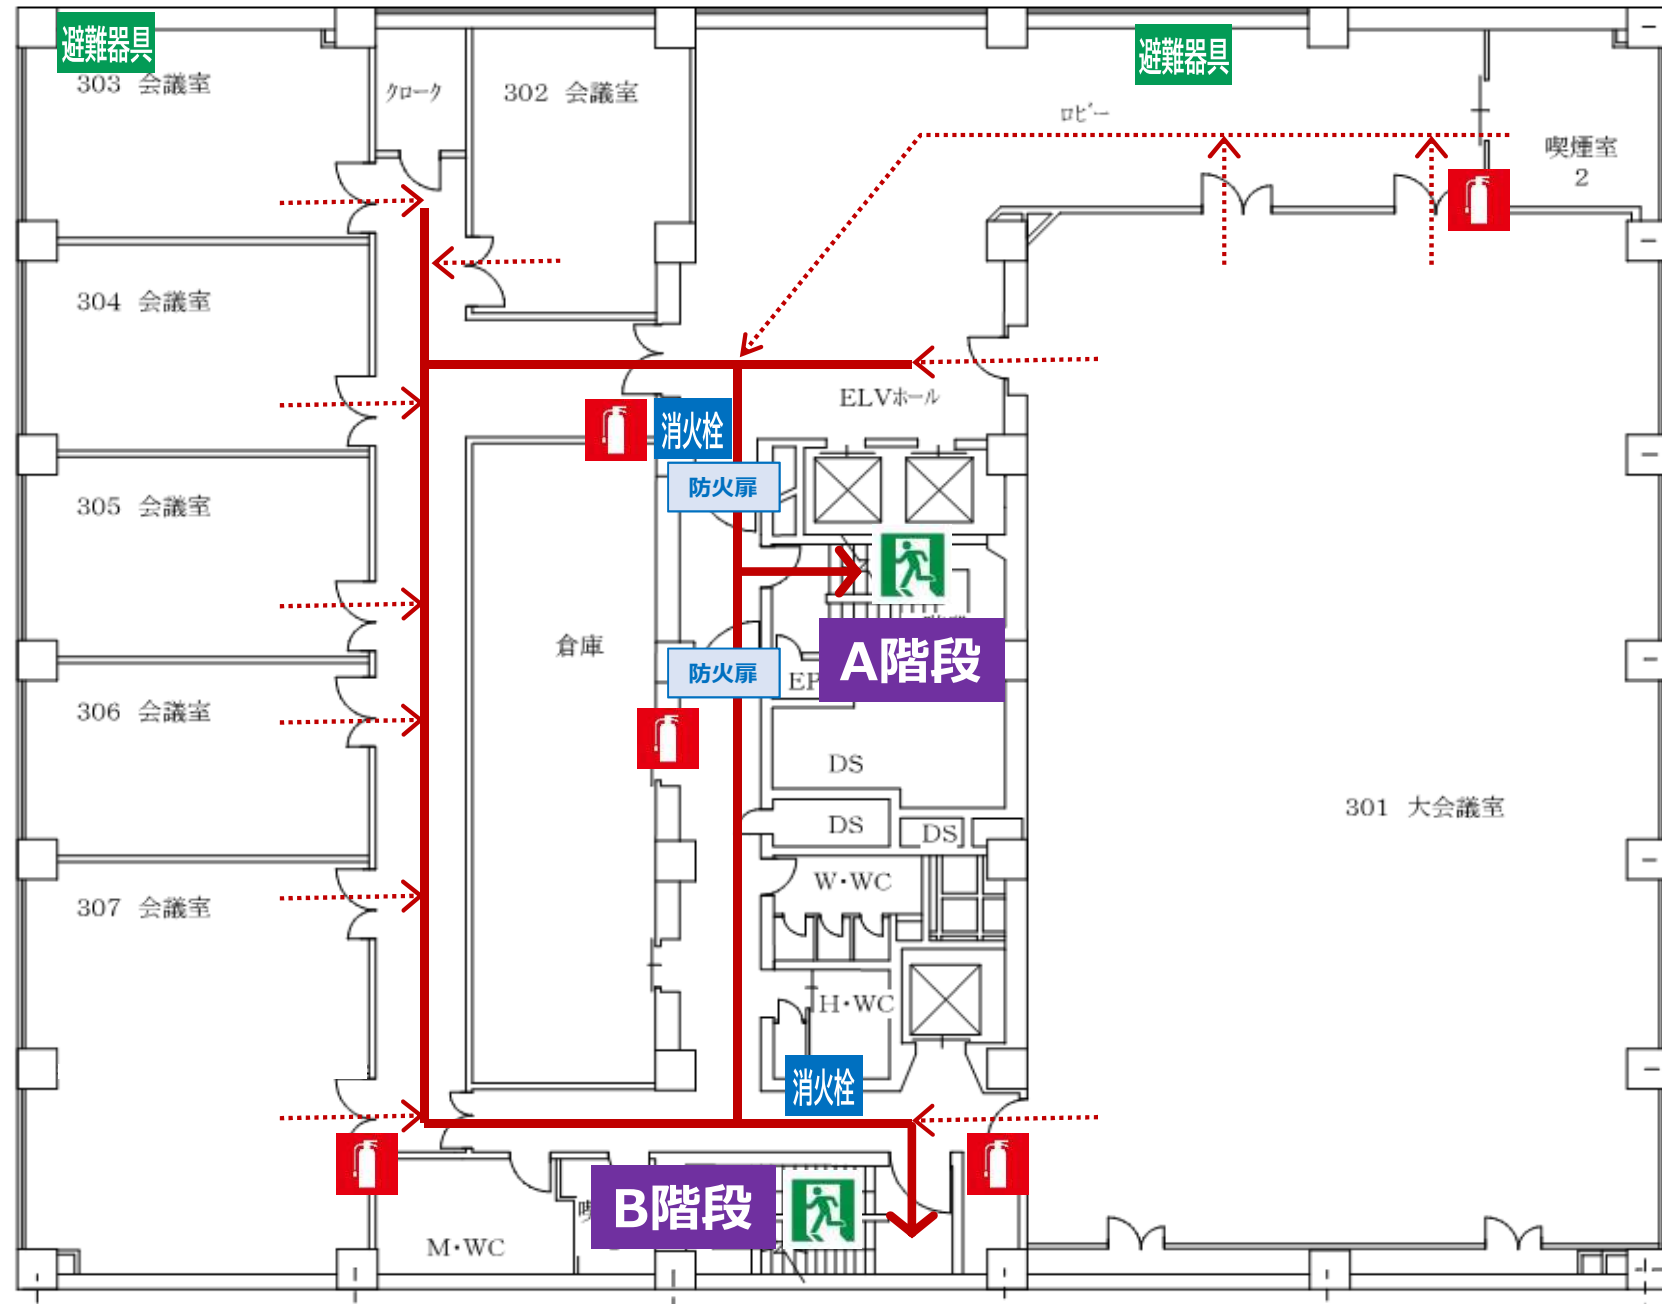 避難器具
避難器具
303 会議室
クローク
302 会議室
ロビー
喫煙室
2
304 会議室
ELVホール
消火栓
防火扉
305 会議室
倉庫
A階段
防火扉
306 会議室
DS
301 大会議室
DS
DS
W・WC
307 会議室
H・WC
消火栓
B階段
M・WC